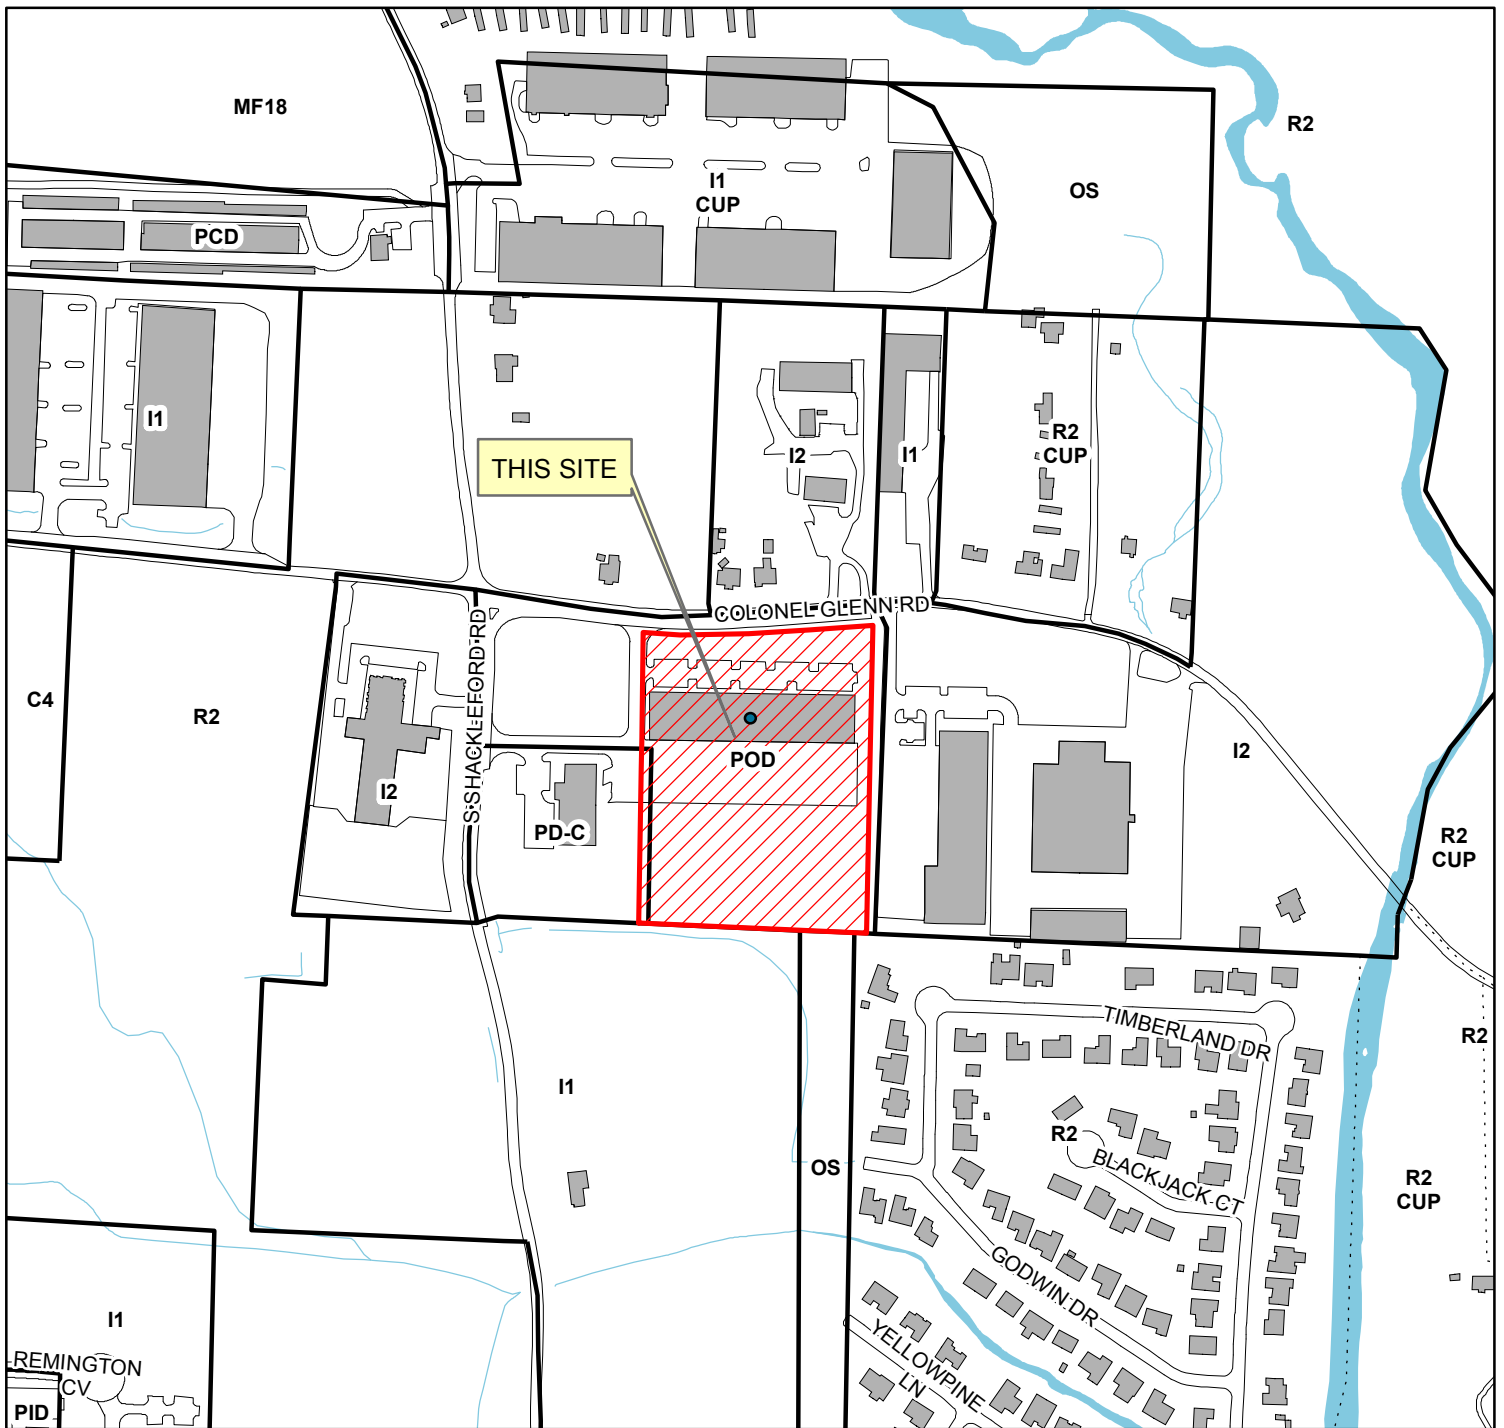 MF18
R2
I1
CUP
OS
PCD
I1
R2
CUP
I2
I1
THIS SITE
COLONEL GLENN RD
S SHACKLEFORD RD
C4
R2
I2
POD
PD-C
I2
R2
CUP
TIMBERLAND DR
R2
I1
R2
BLACKJACK CT
OS
R2
CUP
GODWIN DR
I1
YELLOWPINE
LN
REMINGTON
CV
PID